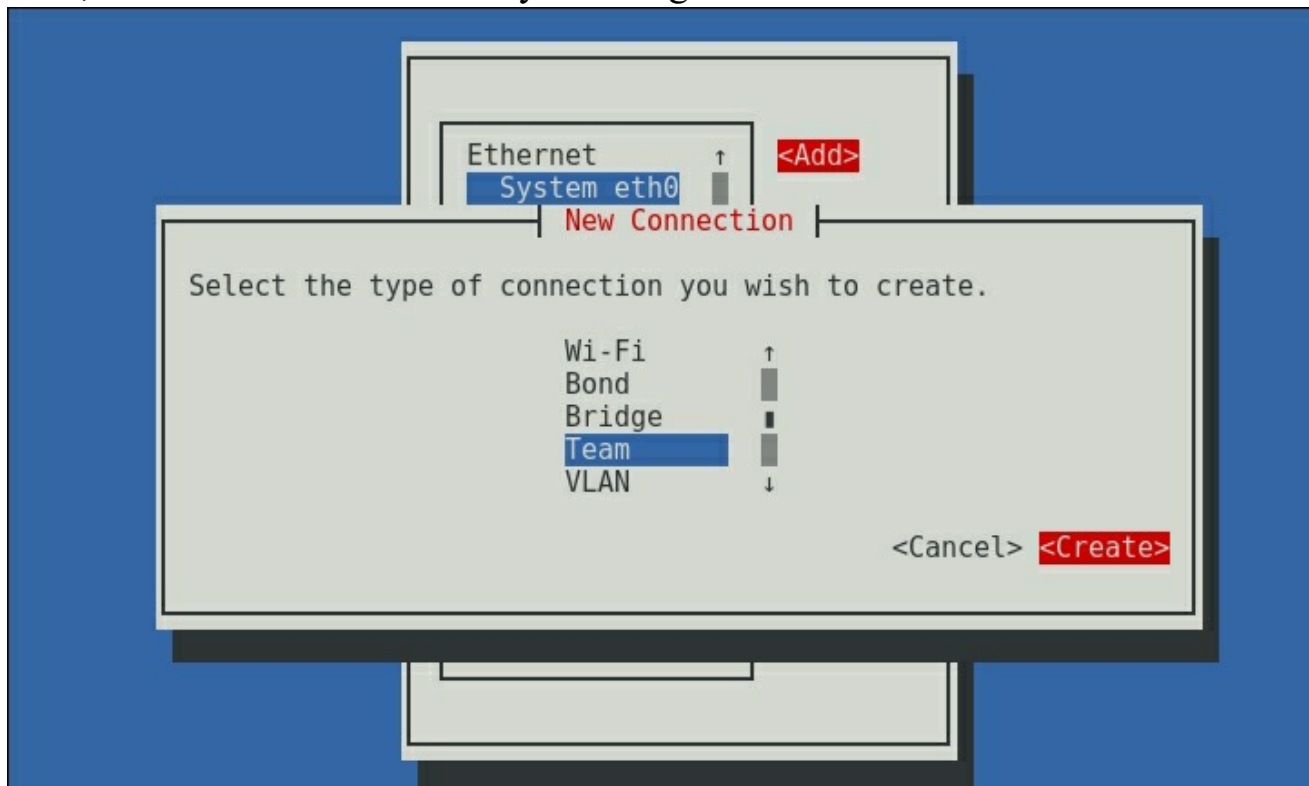 Ethernet ↑ <Add>
System eth0
New Connection
Select the type of connection you wish to create.
Wi-Fi ↑
Bond
Bridge
Team
VLAN ↓
<Cancel> <Create>